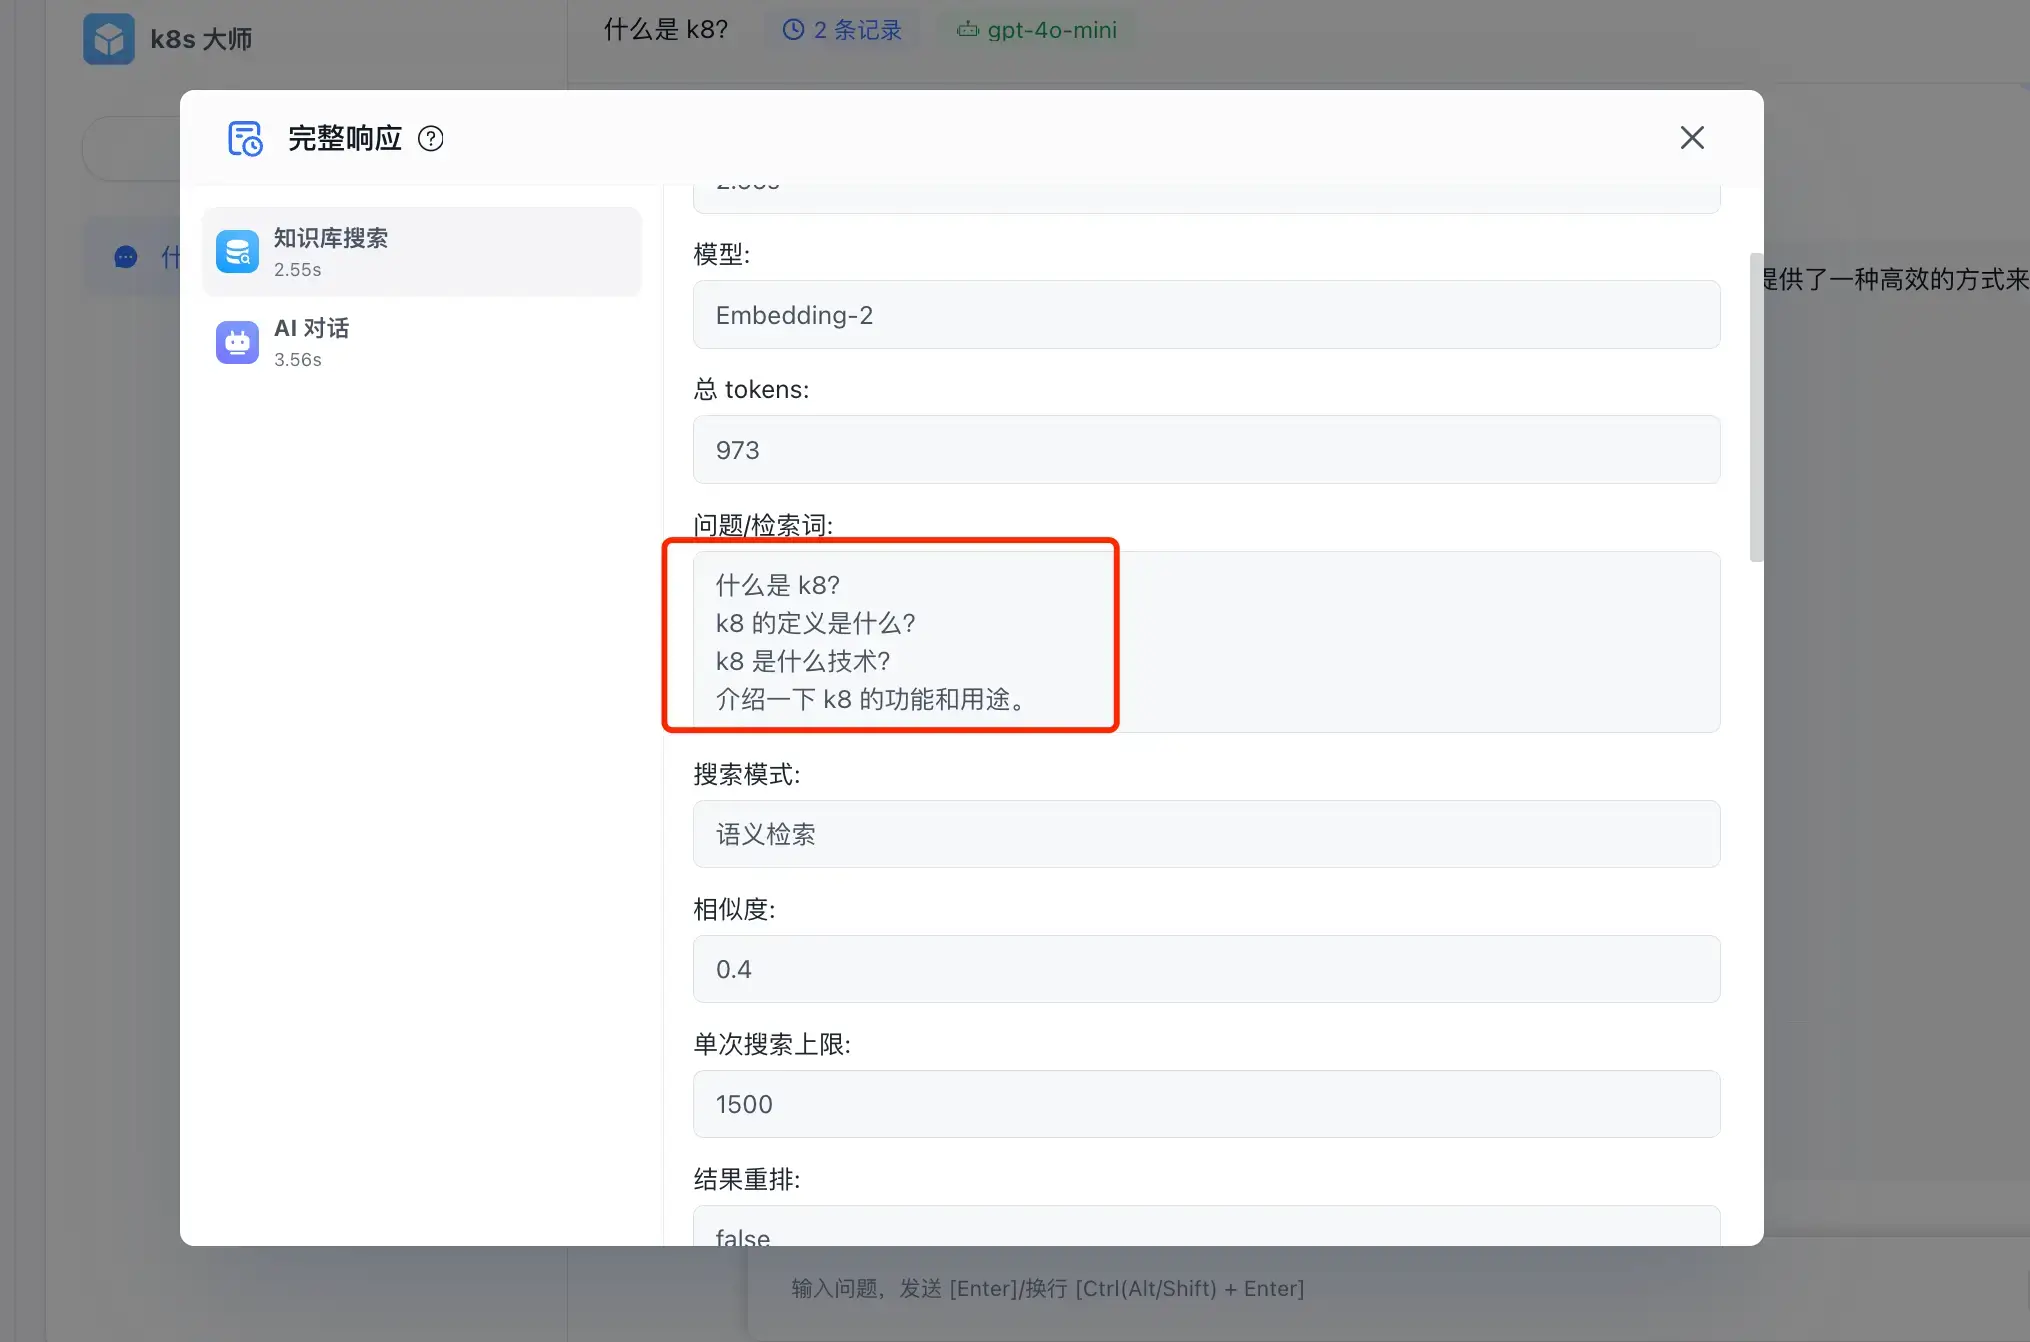 k8s 大师
什么是 k8?
2 条记录
gpt-4o-mini
完整响应
知识库搜索
2.55s
AI 对话
3.56s
什
模型:
Embedding-2
总 tokens:
973
问题/检索词:
什么是 k8?
k8 的定义是什么?
k8 是什么技术?
介绍一下 k8 的功能和用途。
搜索模式:
语义检索
相似度:
0.4
单次搜索上限:
1500
结果重排:
false
提供了一种高效的方式来
输入问题，发送 [Enter]/换行 [Ctrl(Alt/Shift) + Enter]